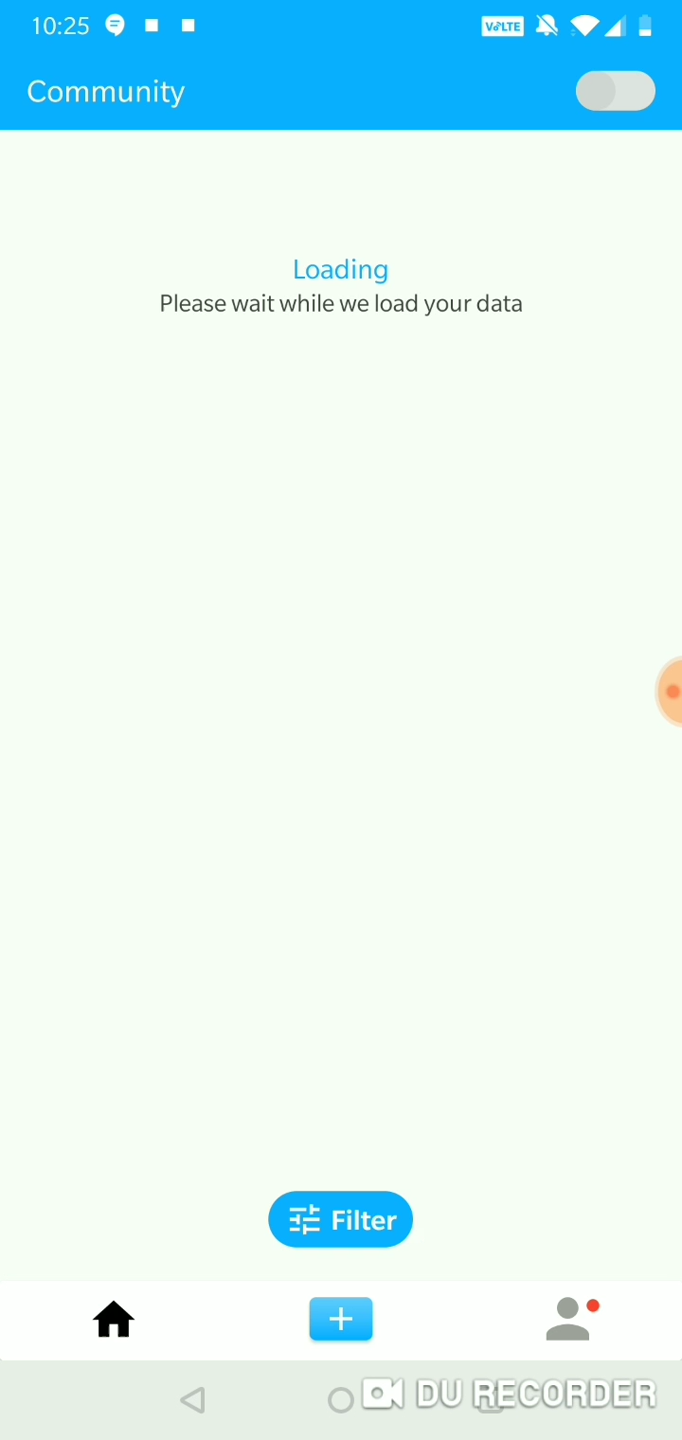 10:25
VoLTE
Community
Loading
Please wait while we load your data
Filter
DU RECORDER